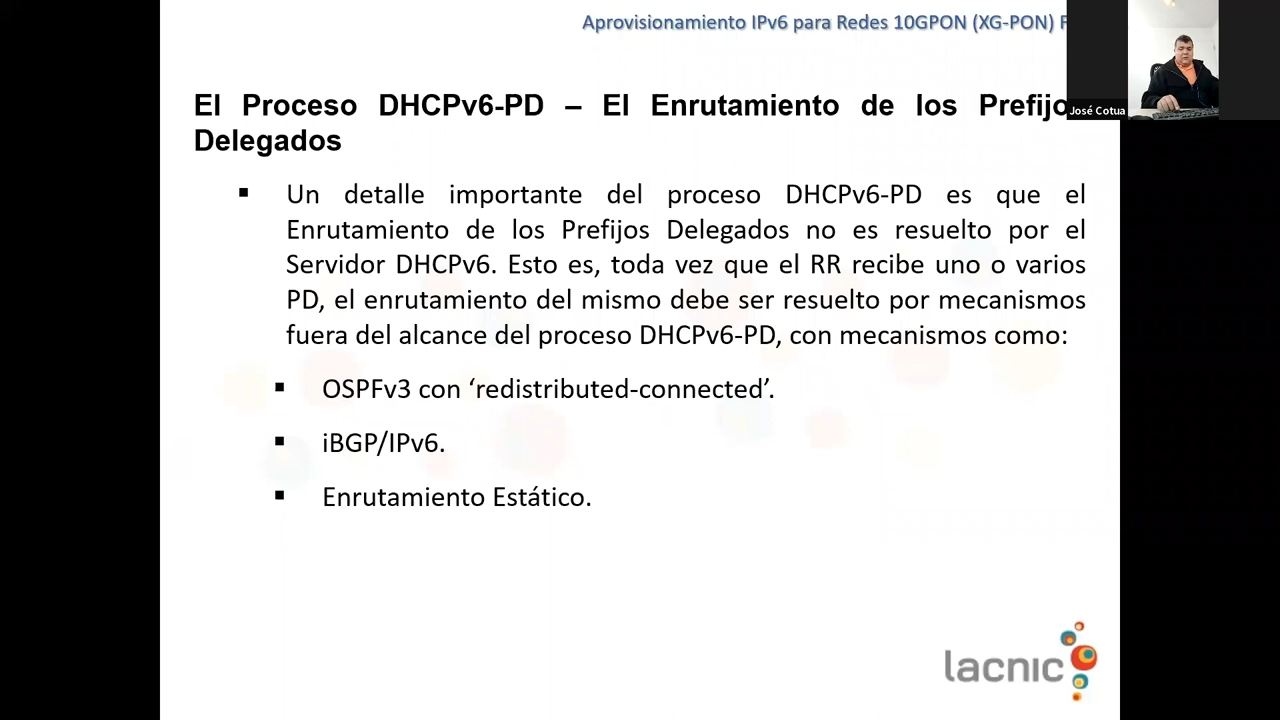 Aprovisionamiento IPv6 para Redes 10GPON (XG-PON)
José Cotua
El Proceso DHCPv6-PD – El Enrutamiento de los Prefijo
Delegados
▪ Un detalle importante del proceso DHCPv6-PD es que el
Enrutamiento de los Prefijos Delegados no es resuelto por el
Servidor DHCPv6. Esto es, toda vez que el RR recibe uno o varios
PD, el enrutamiento del mismo debe ser resuelto por mecanismos
fuera del alcance del proceso DHCPv6-PD, con mecanismos como:
▪ OSPFv3 con ‘redistributed-connected’.
▪ iBGP/IPv6.
▪ Enrutamiento Estático.
lacnic